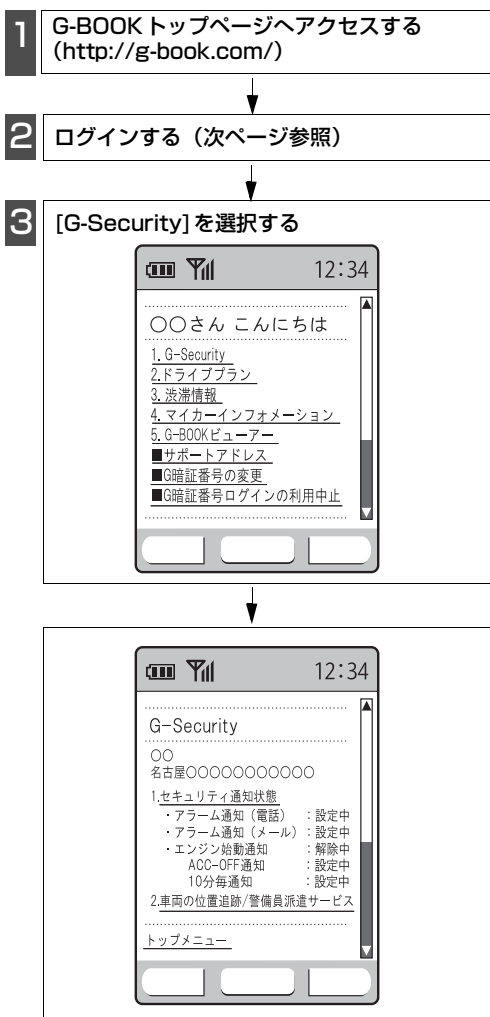 1
G-BOOKトップページへアクセスする
(http://g-book.com/)
2
ログインする（次ページ参照）
3
[G-Security]を選択する
12:34
○○さん こんにちは
1. G-Security
2.ドライブプラン
3. 渋滞情報
4. マイカーインフォメーション
5. G-BOOKビューアー
■サポートアドレス
■G暗証番号の変更
■G暗証番号ログインの利用中止
12:34
G-Security
○○
名古屋○○○○○○○○○○○
1.セキュリティ通知状態
・アラーム通知（電話）：設定中
・アラーム通知（メール）：設定中
・エンジン始動通知 ：解除中
ACC-OFF通知 ：設定中
10分毎通知 ：設定中
2.車両の位置追跡/警備員派遣サービス
トップメニュー